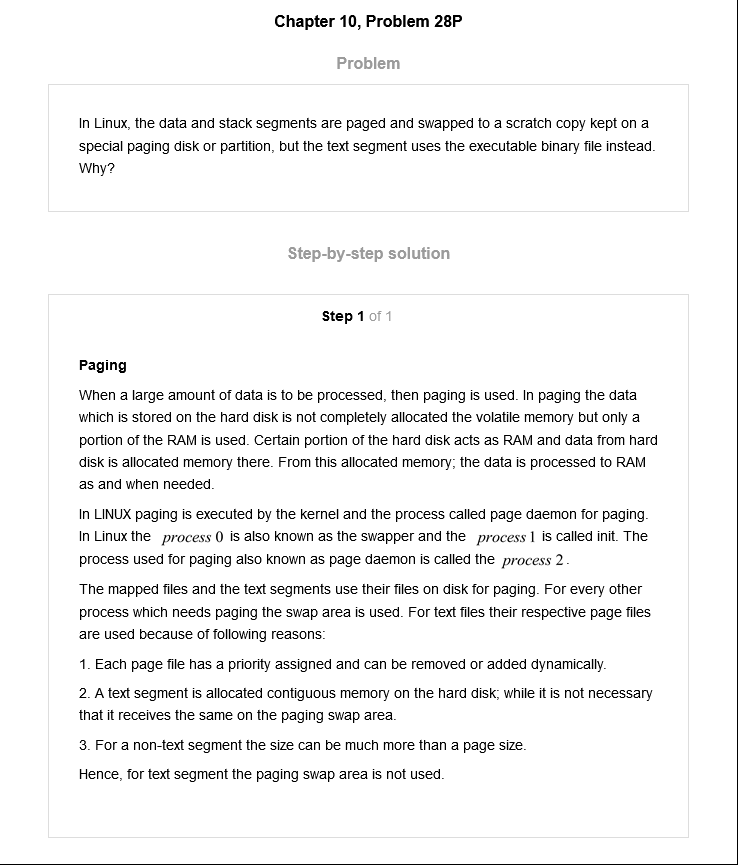 Chapter 10, Problem 28P
Problem
In Linux, the data and stack segments are paged and swapped to a scratch copy kept on a
special paging disk or partition, but the text segment uses the executable binary file instead.
Why?
Step-by-step solution
Step 1 of 1
Paging
When a large amount of data is to be processed, then paging is used. In paging the data
which is stored on the hard disk is not completely allocated the volatile memory but only a
portion of the RAM is used. Certain portion of the hard disk acts as RAM and data from hard
disk is allocated memory there. From this allocated memory; the data is processed to RAM
as and when needed.
In LINUX paging is executed by the kernel and the process called page daemon for paging.
In Linux the process 0 is also known as the swapper and the process 1 is called init. The
process used for paging also known as page daemon is called the process 2.
The mapped files and the text segments use their files on disk for paging. For every other
process which needs paging the swap area is used. For text files their respective page files
are used because of following reasons:
1. Each page file has a priority assigned and can be removed or added dynamically.
2. A text segment is allocated contiguous memory on the hard disk; while it is not necessary
that it receives the same on the paging swap area.
3. For a non-text segment the size can be much more than a page size.
Hence, for text segment the paging swap area is not used.